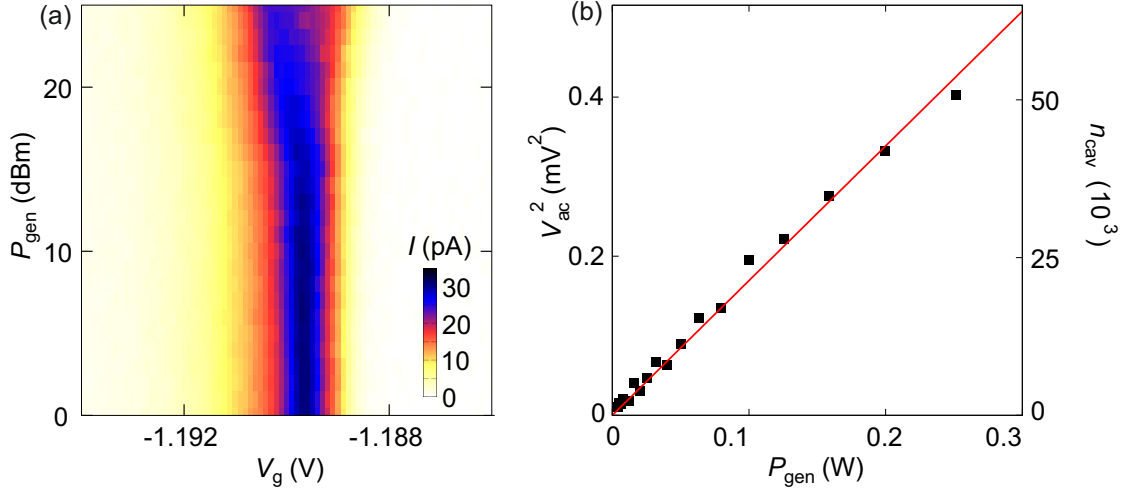 (a)
20
10
0
P_gen (dBm)
-1.192
-1.188
V_g (V)
I (pA)
30
20
10
0
(b)
0.4
0.2
0
V_ac^2 (mV^2)
0
0.1
0.2
0.3
P_gen (W)
50
25
0
n_cav (10^3)